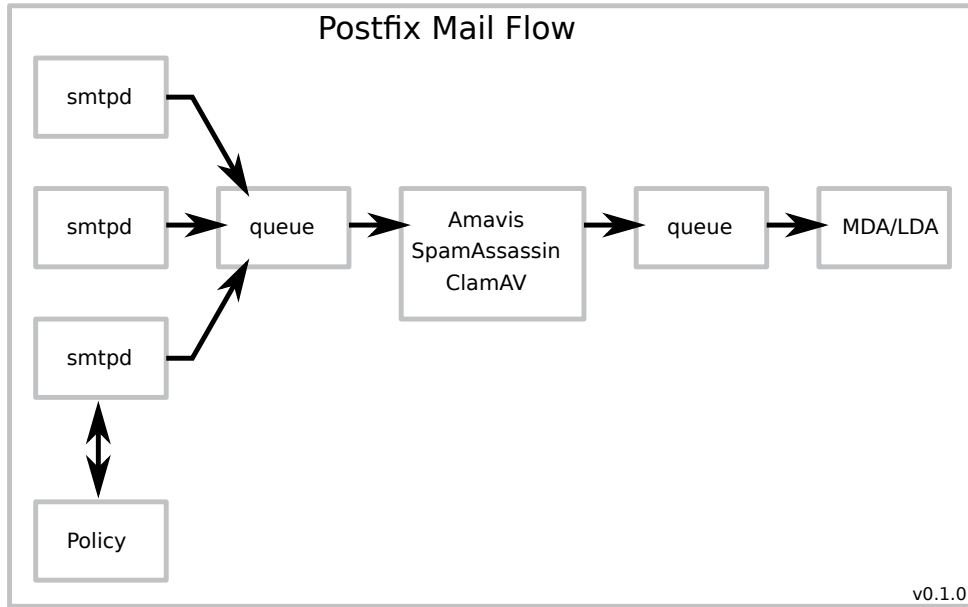 Postfix Mail Flow
smtpd
smtpd
queue
Amavis
SpamAssassin
ClamAV
queue
MDA/LDA
smtpd
Policy
v0.1.0